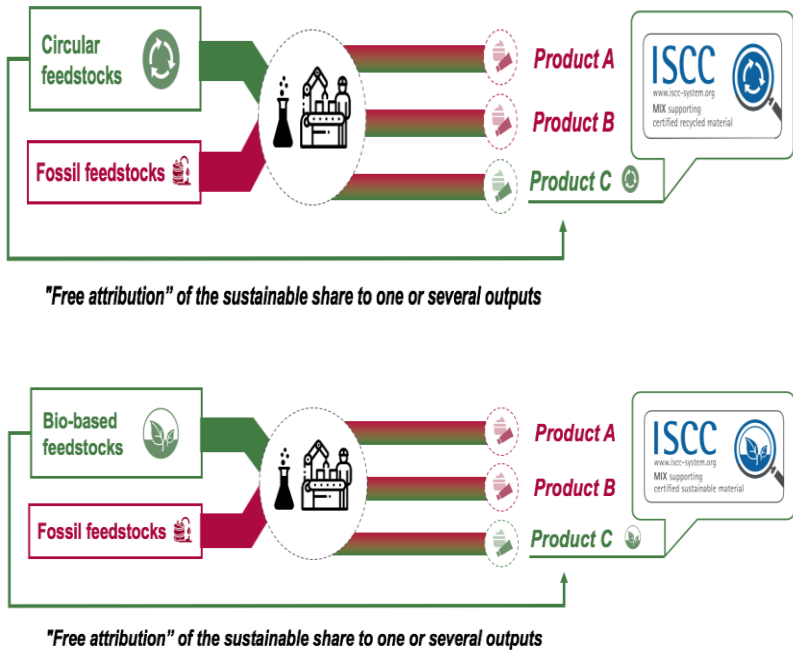 Circular
feedstocks
Fossil feedstocks
Product A
Product B
Product C
ISCC
www.iscc-system.org
MIX supporting
certified recycled material
"Free attribution” of the sustainable share to one or several outputs
Bio-based
feedstocks
Fossil feedstocks
Product A
Product B
Product C
ISCC
www.iscc-system.org
MIX supporting
certified sustainable material
"Free attribution” of the sustainable share to one or several outputs